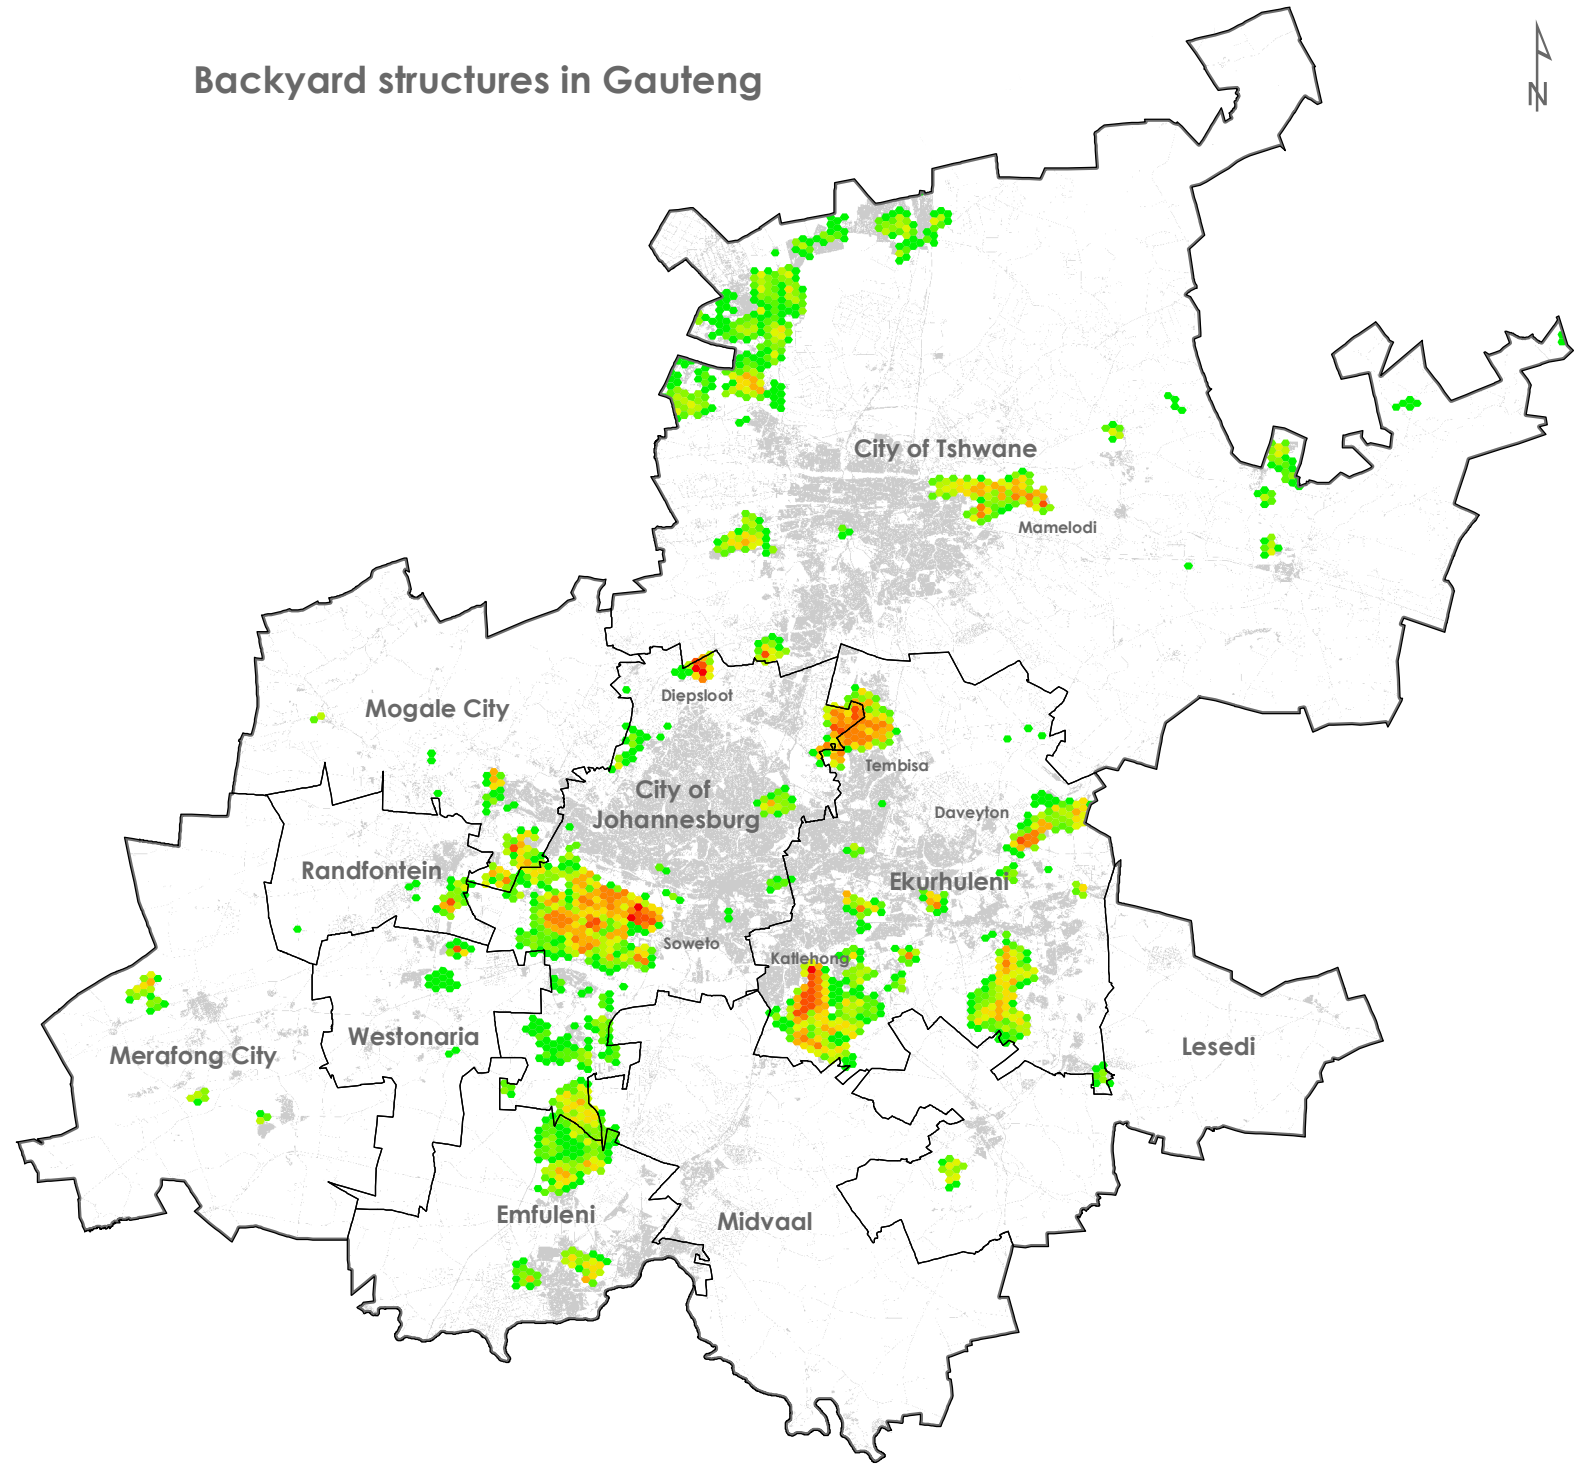 Backyard structures in Gauteng
N
City of Tshwane
Mamelodi
Diepsloot
Mogale City
Tembisa
City of
Johannesburg
Daveyton
Randfontein
Ekurhuleni
Soweto
Katlehong
Westonaria
Merafong City
Lesedi
Emfuleni
Midvaal